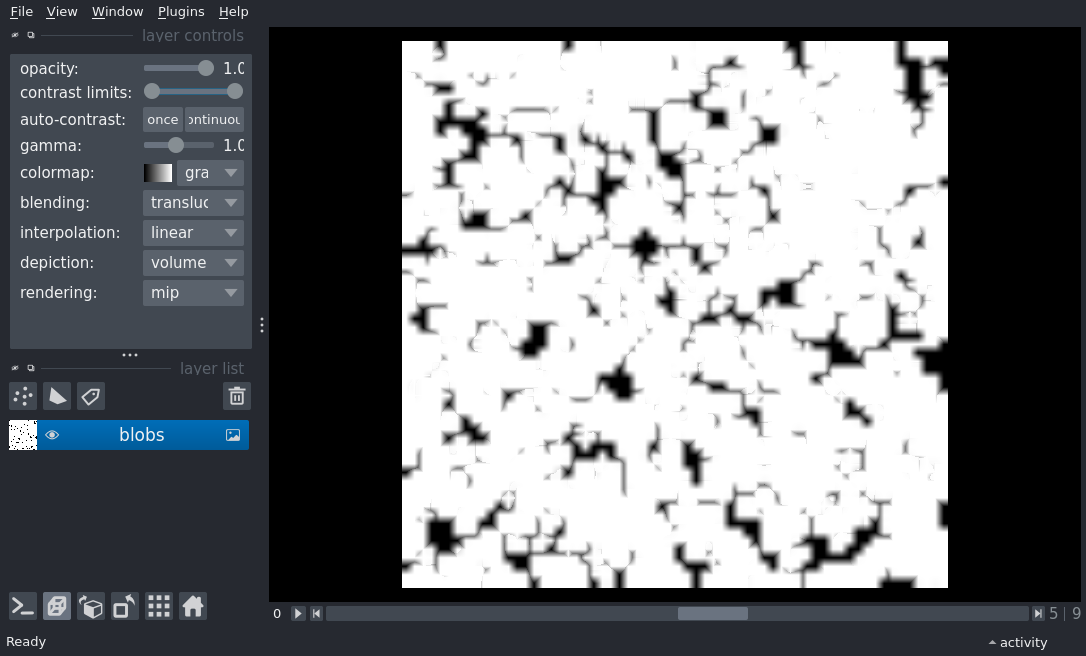 File View Window Plugins Help
layer controls
opacity: 1.0
contrast limits:
auto-contrast: once ontinuou
gamma: 1.0
colormap: gra
blending: transluc
interpolation: linear
depiction: volume
rendering: mip
layer list
blobs
0 5 | 9
Ready activity